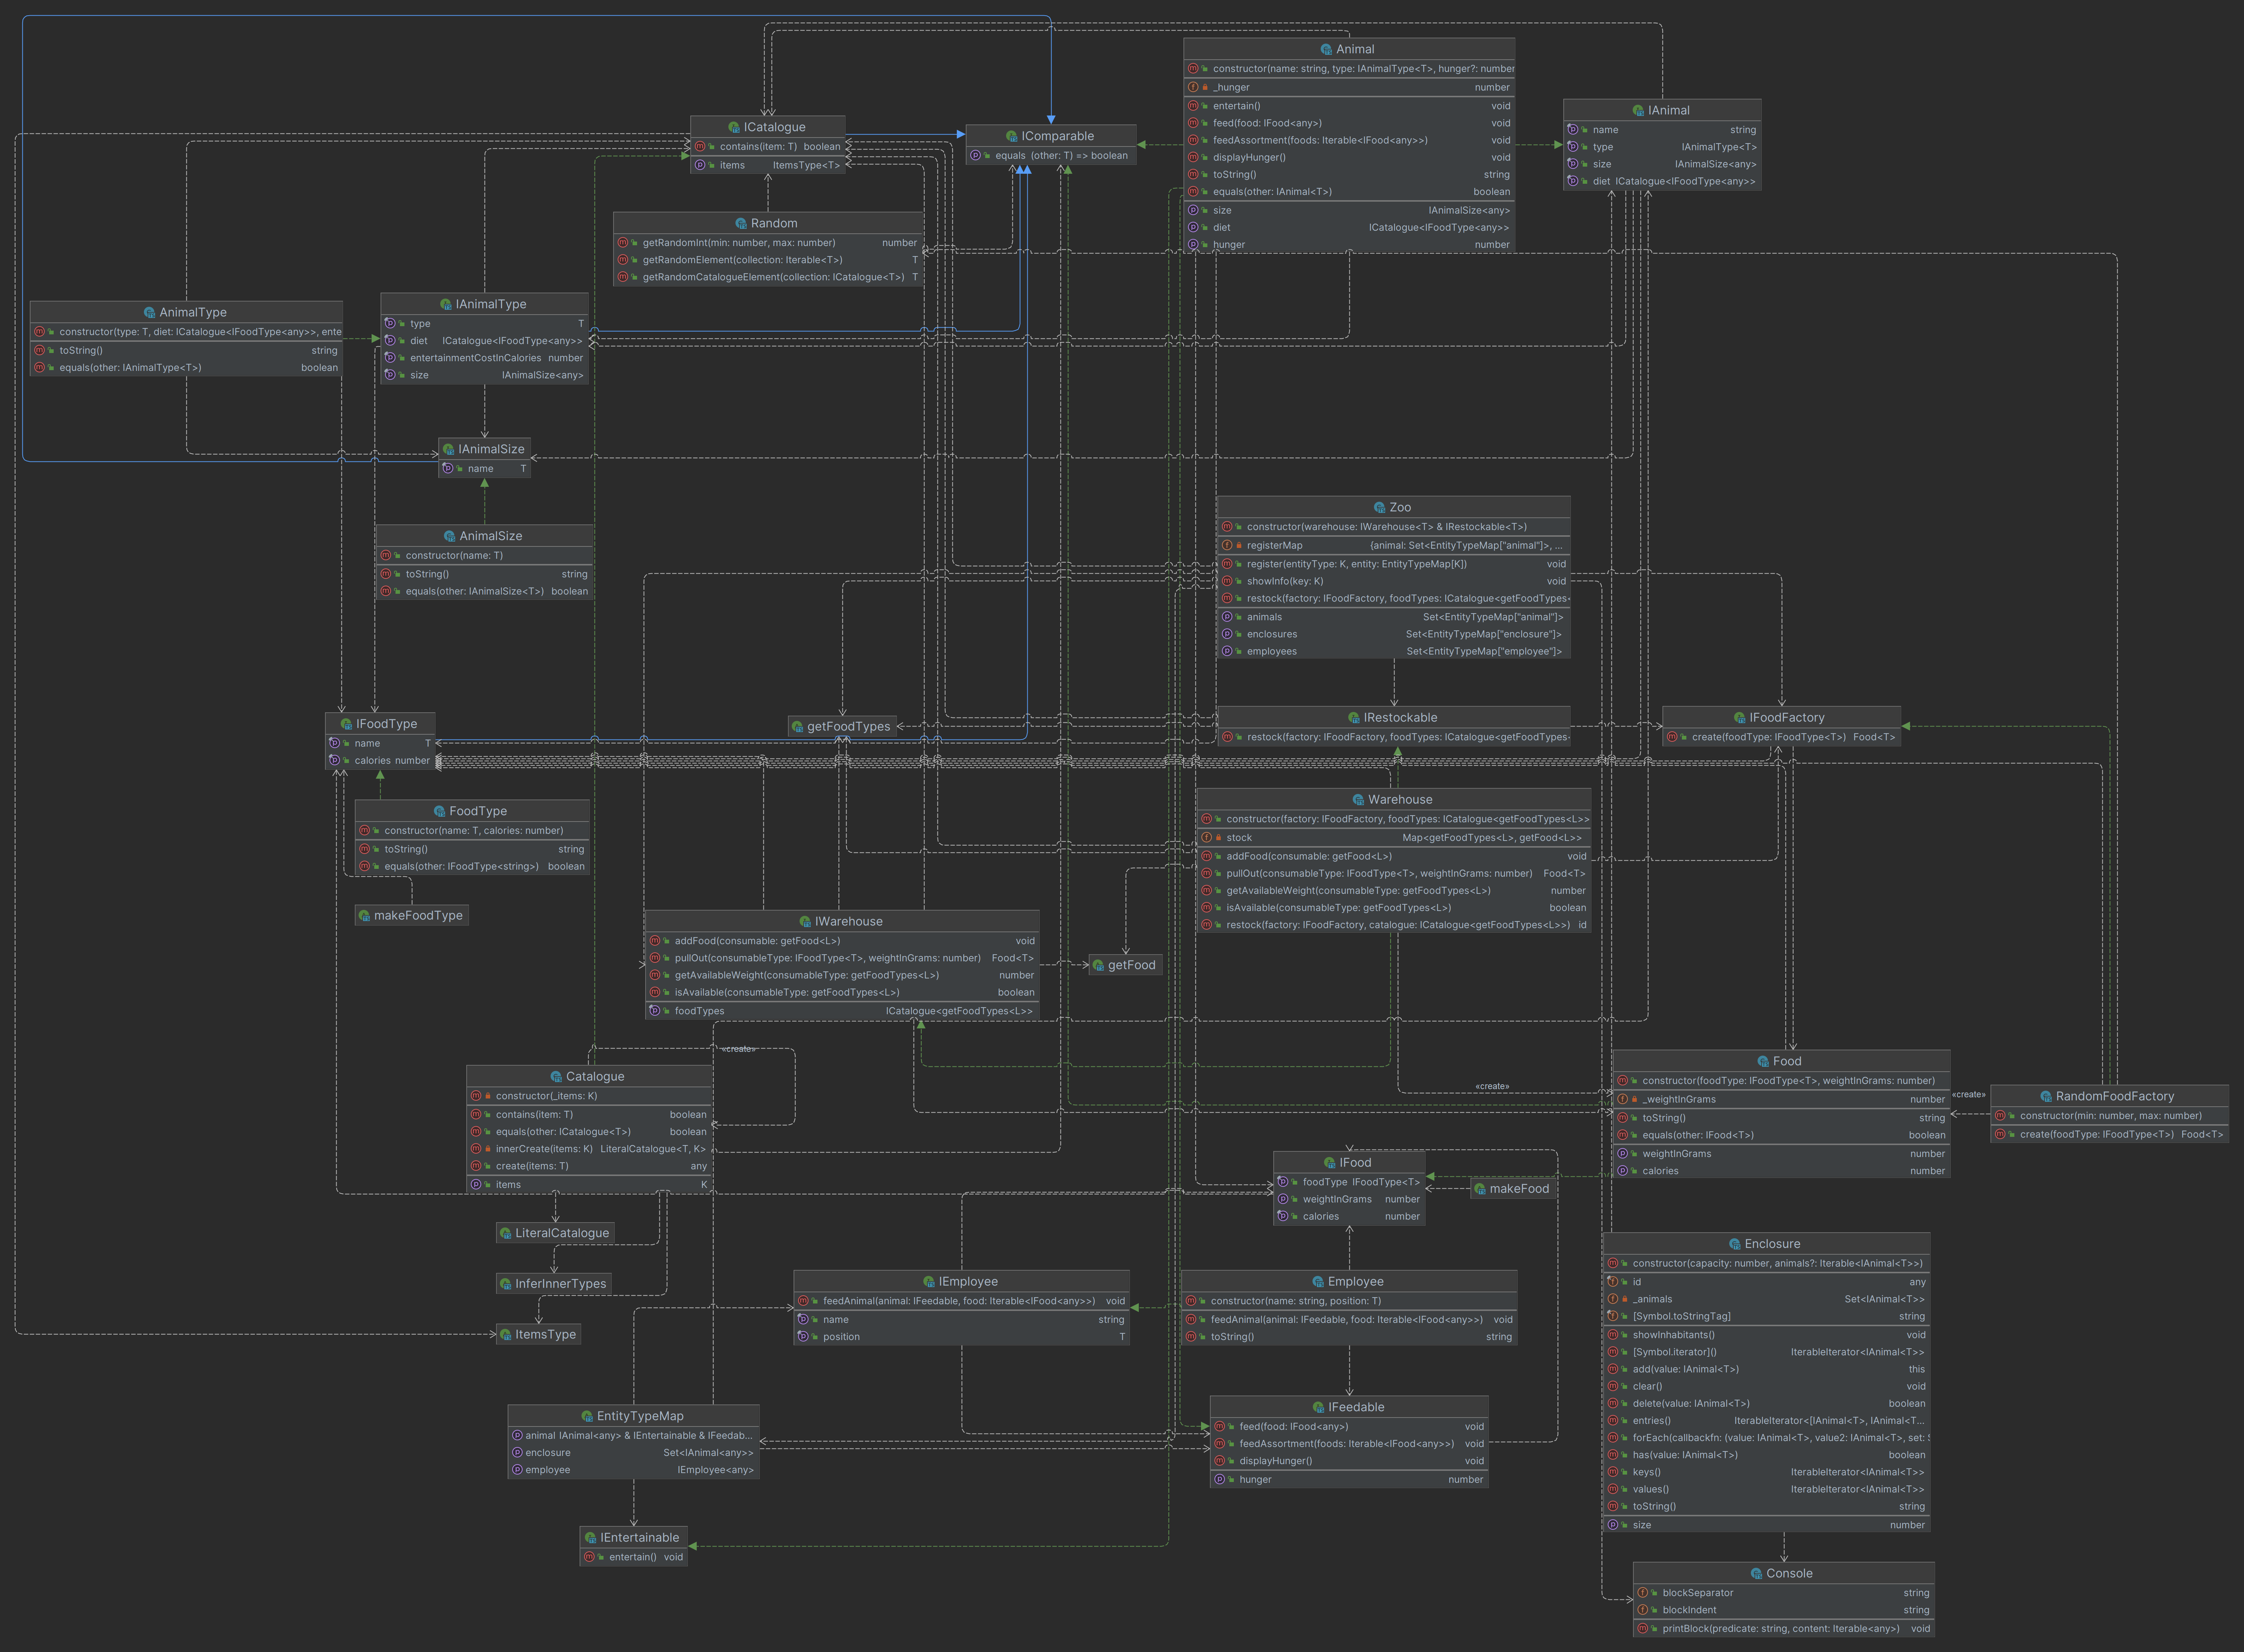 Animal
constructor(name: string, type: IAnimalType<T>, hunger?: number
_hunger number
entertain() void
feed(food: IFood<any>) void
feedAssortment(foods: Iterable<IFood<any>>) void
displayHunger() void
toString() string
equals(other: IAnimal<T>) boolean
size IAnimalSize<any>
diet ICatalogue<IFoodType<any>>
hunger number
IAnimal
name string
type IAnimalType<T>
size IAnimalSize<any>
diet ICatalogue<IFoodType<any>>
ICatalogue
contains(item: T) boolean
items ItemsType<T>
IComparable
equals (other: T) => boolean
Random
getRandomInt(min: number, max: number) number
getRandomElement(collection: Iterable<T>) T
getRandomCatalogueElement(collection: ICatalogue<T>) T
AnimalType
constructor(type: T, diet: ICatalogue<IFoodType<any>>, ente
toString() string
equals(other: IAnimalType<T>) boolean
IAnimalType
type T
diet ICatalogue<IFoodType<any>>
entertainmentCostInCalories number
size IAnimalSize<any>
IAnimalSize
name T
AnimalSize
constructor(name: T)
toString() string
equals(other: IAnimalSize<T>) boolean
Zoo
constructor(warehouse: IWarehouse<T> & IRestockable<T>)
registerMap {animal: Set<EntityTypeMap["animal"]>, ...
register(entityType: K, entity: EntityTypeMap[K]) void
showInfo(key: K) void
restock(factory: IFoodFactory, foodTypes: ICatalogue<getFoodTypes<
animals Set<EntityTypeMap["animal"]>
enclosures Set<EntityTypeMap["enclosure"]>
employees Set<EntityTypeMap["employee"]>
IFoodType
name T
calories number
getFoodTypes
IRestockable
restock(factory: IFoodFactory, foodTypes: ICatalogue<getFoodTypes<
IFoodFactory
create(foodType: IFoodType<T>) Food<T>
FoodType
constructor(name: T, calories: number)
toString() string
equals(other: IFoodType<string>) boolean
makeFoodType
Warehouse
constructor(factory: IFoodFactory, foodTypes: ICatalogue<getFoodTypes<L>>
stock Map<getFoodTypes<L>, getFood<L>>
addFood(consumable: getFood<L>) void
pullOut(consumableType: IFoodType<T>, weightInGrams: number) Food<T>
getAvailableWeight(consumableType: getFoodTypes<L>) number
isAvailable(consumableType: getFoodTypes<L>) boolean
restock(factory: IFoodFactory, catalogue: ICatalogue<getFoodTypes<L>>) id
IWarehouse
addFood(consumable: getFood<L>) void
pullOut(consumableType: IFoodType<T>, weightInGrams: number) Food<T>
getAvailableWeight(consumableType: getFoodTypes<L>) number
isAvailable(consumableType: getFoodTypes<L>) boolean
foodTypes ICatalogue<getFoodTypes<L>>
getFood
«create»
Catalogue
constructor(_items: K)
contains(item: T) boolean
equals(other: ICatalogue<T>) boolean
innerCreate(items: K) LiteralCatalogue<T, K>
create(items: T) any
items K
«create»
Food
constructor(foodType: IFoodType<T>, weightInGrams: number)
_weightInGrams number
toString() string
equals(other: IFood<T>) boolean
weightInGrams number
calories number
«create»
RandomFoodFactory
constructor(min: number, max: number)
create(foodType: IFoodType<T>) Food<T>
IFood
foodType IFoodType<T>
weightInGrams number
calories number
makeFood
LiteralCatalogue
InferInnerTypes
ItemsType
IEmployee
feedAnimal(animal: IFeedable, food: Iterable<IFood<any>>) void
name string
position T
Employee
constructor(name: string, position: T)
feedAnimal(animal: IFeedable, food: Iterable<IFood<any>>) void
toString() string
Enclosure
constructor(capacity: number, animals?: Iterable<IAnimal<T>>)
id any
_animals Set<IAnimal<T>>
[Symbol.toStringTag] string
showInhabitants() void
[Symbol.iterator]() IterableIterator<IAnimal<T>>
add(value: IAnimal<T>) this
clear() void
delete(value: IAnimal<T>) boolean
entries() IterableIterator<[IAnimal<T>, IAnimal<T...
forEach(callbackfn: (value: IAnimal<T>, value2: IAnimal<T>, set:
has(value: IAnimal<T>) boolean
keys() IterableIterator<IAnimal<T>>
values() IterableIterator<IAnimal<T>>
toString() string
size number
EntityTypeMap
animal IAnimal<any> & IEntertainable & IFeedab...
enclosure Set<IAnimal<any>>
employee IEmployee<any>
IFeedable
feed(food: IFood<any>) void
feedAssortment(foods: Iterable<IFood<any>>) void
displayHunger() void
hunger number
IEntertainable
entertain() void
Console
blockSeparator string
blockIndent string
printBlock(predicate: string, content: Iterable<any>) void